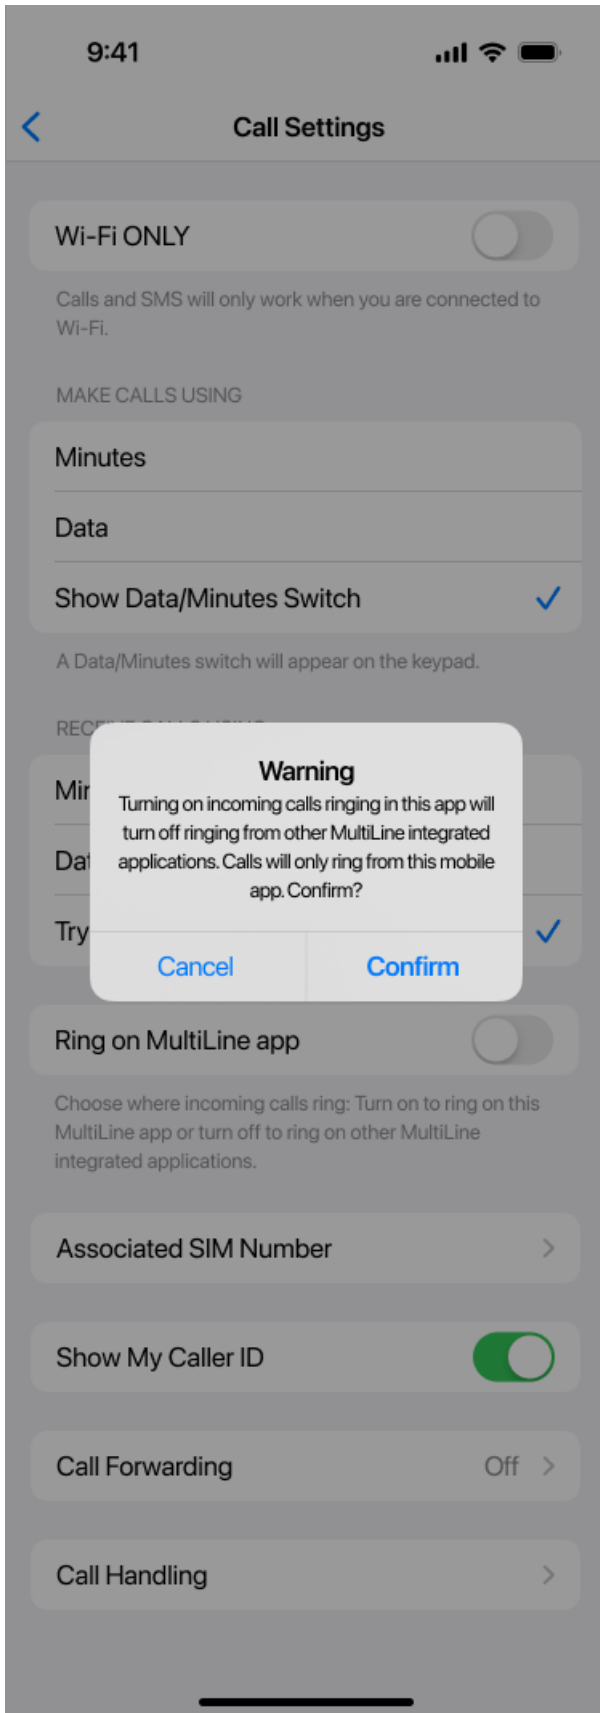 9:41
Call Settings
Wi-Fi ONLY
Calls and SMS will only work when you are connected to
Wi-Fi.
MAKE CALLS USING
Minutes
Data
Show Data/Minutes Switch
A Data/Minutes switch will appear on the keypad.
Warning
Turning on incoming calls ringing in this app will
turn off ringing from other MultiLine integrated
applications. Calls will only ring from this mobile
app. Confirm?
Try
Cancel
Confirm
Ring on MultiLine app
Choose where incoming calls ring: Turn on to ring on this
MultiLine app or turn off to ring on other MultiLine
integrated applications.
Associated SIM Number
Show My Caller ID
Call Forwarding
Off
Call Handling